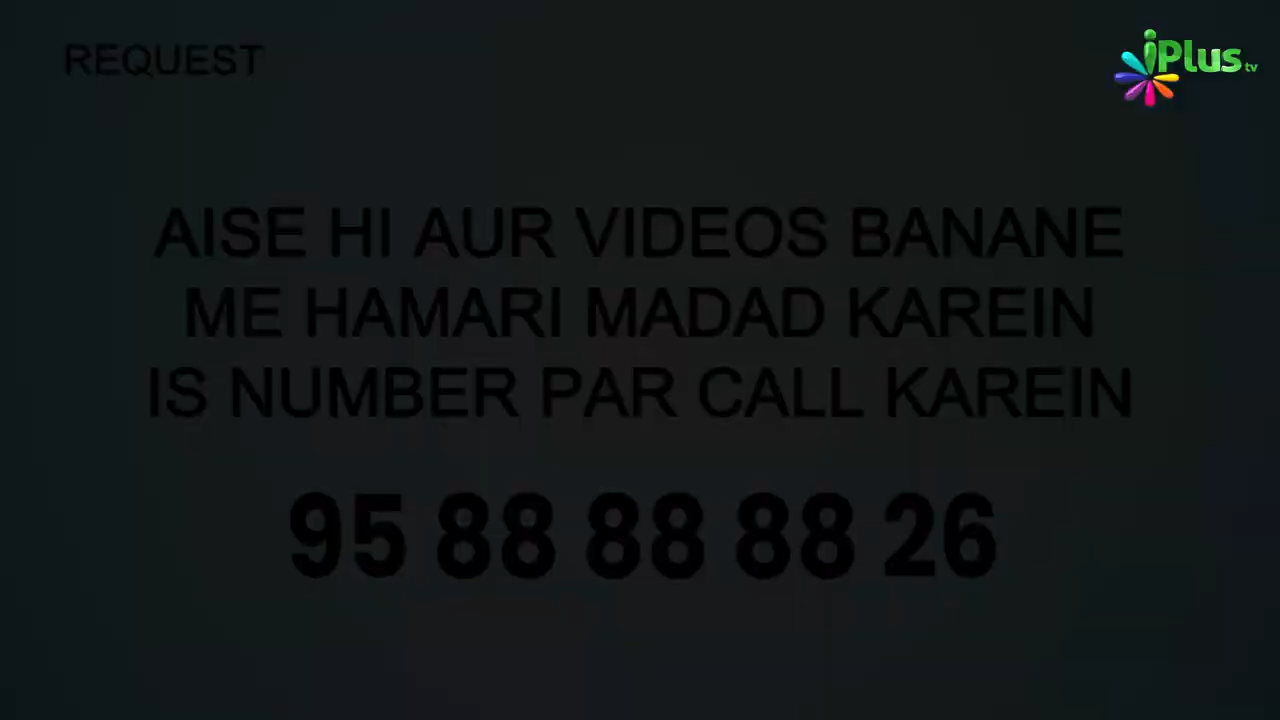 REQUEST
iPlus tv
AISE HI AUR VIDEOS BANANE
ME HAMARI MADAD KAREIN
IS NUMBER PAR CALL KAREIN
95 88 88 88 26